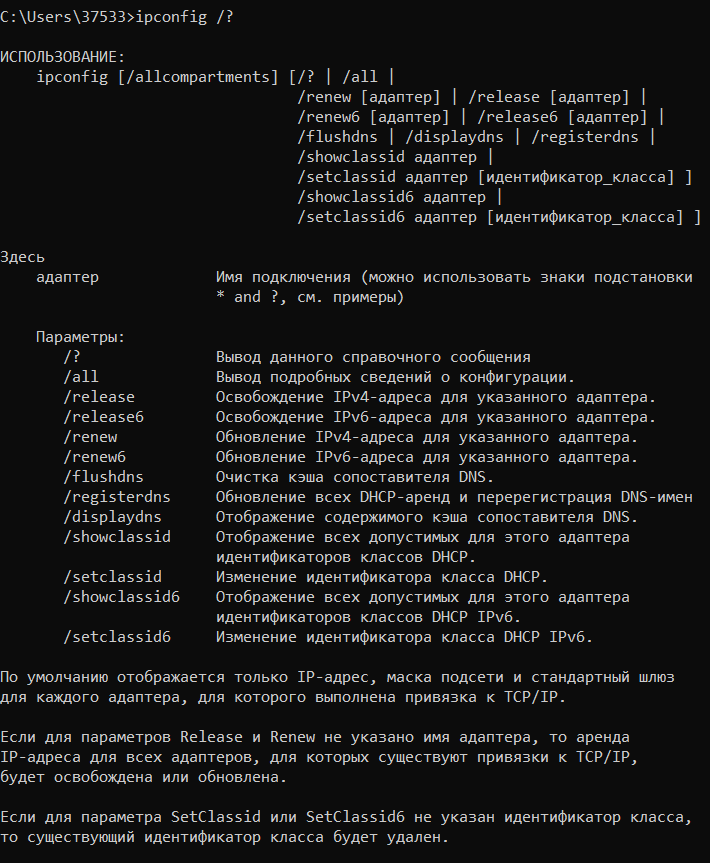 C:\Users\37533>ipconfig /?
ИСПОЛЬЗОВАНИЕ:
ipconfig [/allcompartments] [/? | /all |
/renew [адаптер] | /release [адаптер] |
/renew6 [адаптер] | /release6 [адаптер] |
/flushdns | /displaydns | /registerdns |
/showclassid адаптер |
/setclassid адаптер [идентификатор_класса] ]
/showclassid6 адаптер |
/setclassid6 адаптер [идентификатор_класса] ]
Здесь
адаптер Имя подключения (можно использовать знаки подстановки
* and ?, см. примеры)
Параметры:
/? Вывод данного справочного сообщения
/all Вывод подробных сведений о конфигурации.
/release Освобождение IPv4-адреса для указанного адаптера.
/release6 Освобождение IPv6-адреса для указанного адаптера.
/renew Обновление IPv4-адреса для указанного адаптера.
/renew6 Обновление IPv6-адреса для указанного адаптера.
/flushdns Очистка кэша сопоставителя DNS.
/registerdns Обновление всех DHCP-аренд и перерегистрация DNS-имен
/displaydns Отображение содержимого кэша сопоставителя DNS.
/showclassid Отображение всех допустимых для этого адаптера
идентификаторов классов DHCP.
/setclassid Изменение идентификатора класса DHCP.
/showclassid6 Отображение всех допустимых для этого адаптера
идентификаторов классов DHCP IPv6.
/setclassid6 Изменение идентификатора класса DHCP IPv6.
По умолчанию отображается только IP-адрес, маска подсети и стандартный шлюз
для каждого адаптера, для которого выполнена привязка к TCP/IP.
Если для параметров Release и Renew не указано имя адаптера, то аренда
IP-адреса для всех адаптеров, для которых существуют привязки к TCP/IP,
будет освобождена или обновлена.
Если для параметра SetClassid или SetClassid6 не указан идентификатор класса,
то существующий идентификатор класса будет удален.